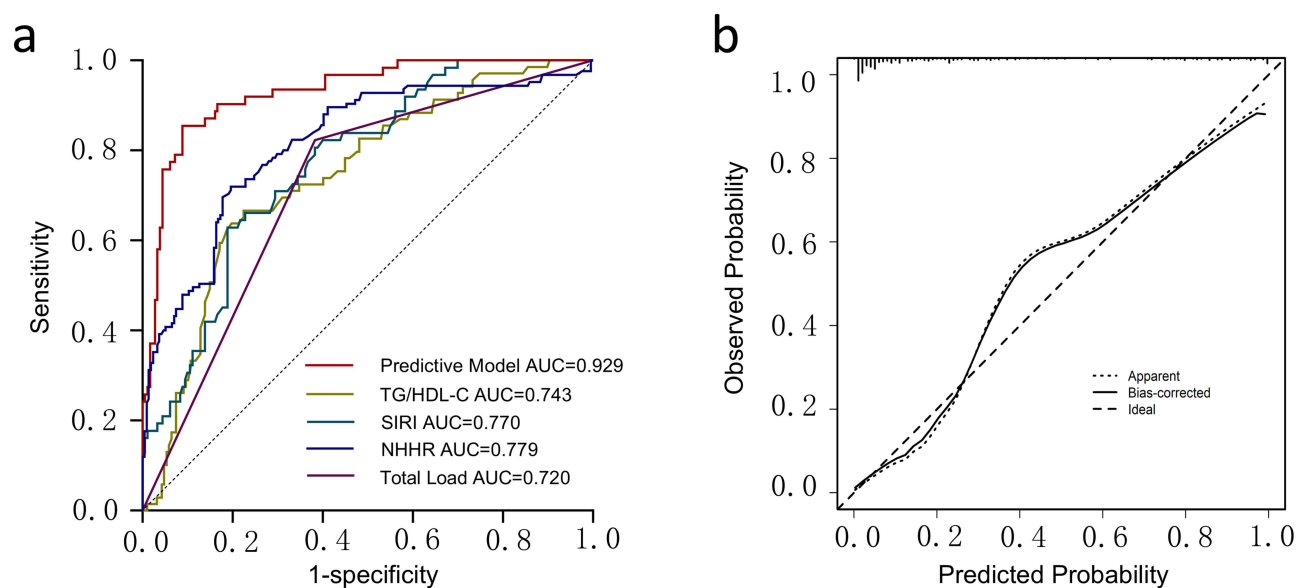 a
1.0
0.8
0.6
0.4
0.2
0.0
Sensitivity
Predictive Model AUC=0.929
TG/HDL-C AUC=0.743
SIRI AUC=0.770
NHHR AUC=0.779
Total Load AUC=0.720
0.0 0.2 0.4 0.6 0.8 1.0
1-specificity
b
1.0
0.8
0.6
0.4
0.2
0.0
Observed Probability
Apparent
Bias-corrected
Ideal
0.0 0.2 0.4 0.6 0.8 1.0
Predicted Probability